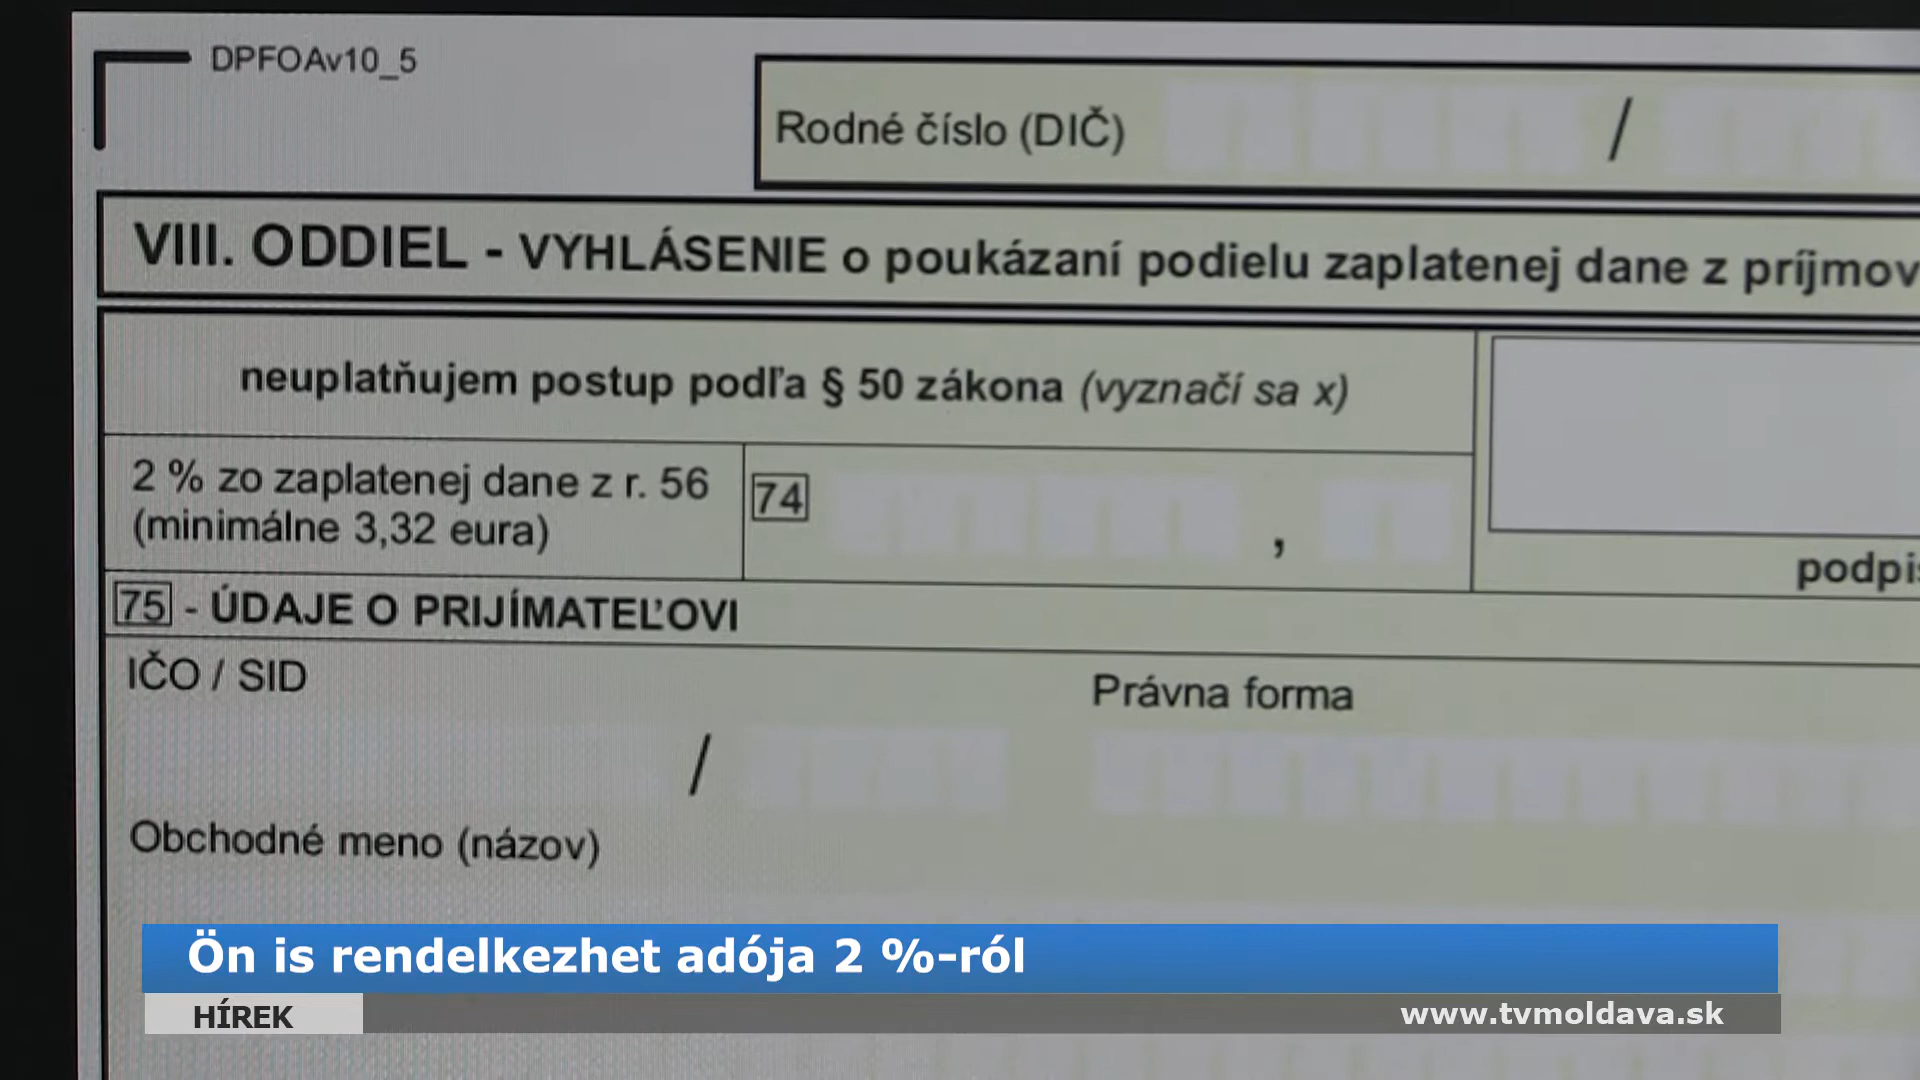 DPFOAv10_5
Rodné číslo (DIČ) /
VIII. ODDIEL - VYHLÁSENIE o poukázaní podielu zaplatenej dane z príjmov
neuplatňujem postup podľa § 50 zákona (vyznačí sa x)
2 % zo zaplatenej dane z r. 56
(minimálne 3,32 eura)
74 ,
podpis
75 - ÚDAJE O PRIJÍMATEĽOVI
IČO / SID
Právna forma
/
Obchodné meno (názov)
Ön is rendelkezhet adója 2 %-ról
HÍREK
www.tvmoldava.sk